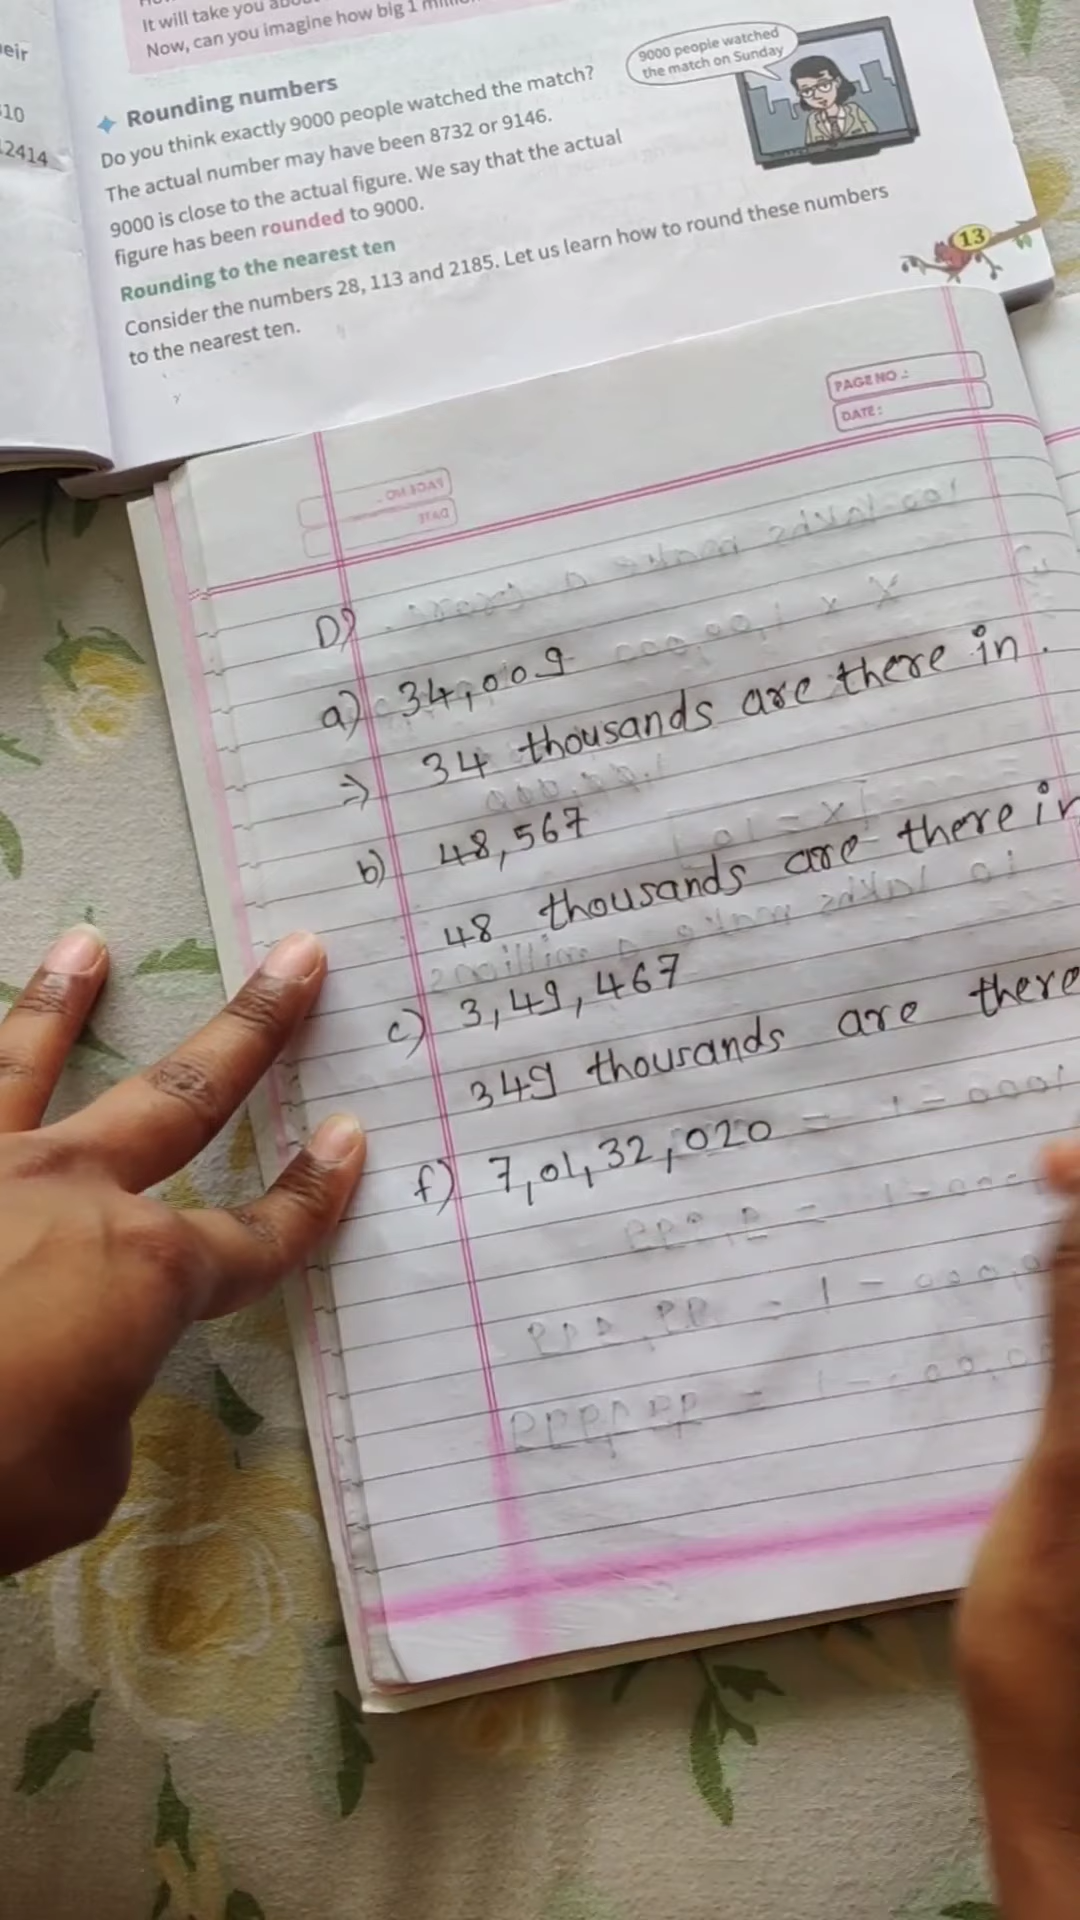 It will take you
Now, can you imagine how big 1
eir
10
2414
Rounding numbers
Do you think exactly 9000 people watched the match?
The actual number may have been 8732 or 9146.
9000 is close to the actual figure. We say that the actual
figure has been rounded to 9000.
9000 people watched
the match on Sunday
Rounding to the nearest ten
Consider the numbers 28, 113 and 2185. Let us learn how to round these numbers
to the nearest ten.
13
PAGE NO.:
DATE:
D)
a) 34,009
=> 34 thousands are there in.
b) 48,567
48 thousands are there in
c) 3,49,467
349 thousands are there
f) 7,01,32,020